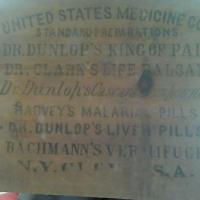 UNITED STATES MEDICINE CO
STANDARD PREPARATIONS
DR. DUNLOP'S KING OF PAI
DR. CLARK'S LIFE BALSAM
Dr. Dunlop's
HARVEY'S MALARIAL PILLS
DR. DUNLOP'S LIVER PILLS
BACHMANN'S VERMIFUGE
N.Y. S.A.